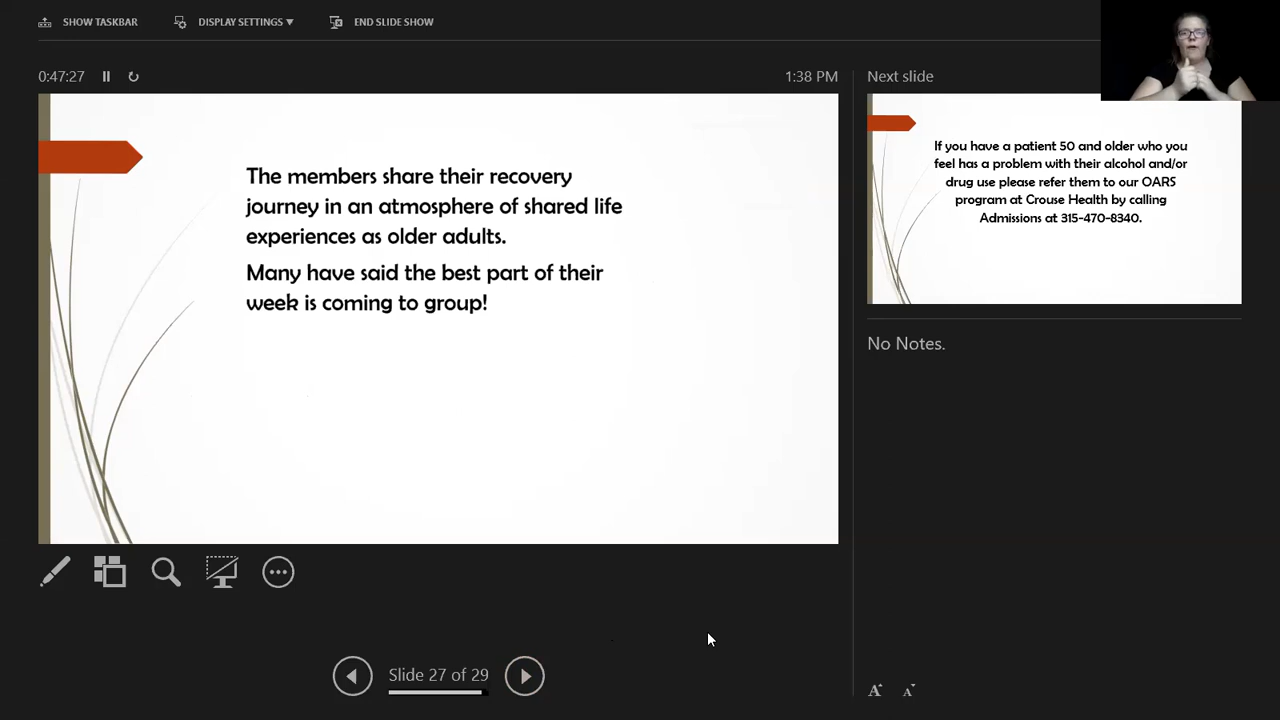 SHOW TASKBAR
DISPLAY SETTINGS
END SLIDE SHOW
0:47:27
1:38 PM
The members share their recovery
journey in an atmosphere of shared life
experiences as older adults.
Many have said the best part of their
week is coming to group!
Slide 27 of 29
Next slide
If you have a patient 50 and older who you
feel has a problem with their alcohol and/or
drug use please refer them to our OARS
program at Crouse Health by calling
Admissions at 315-470-8340.
No Notes.
A A